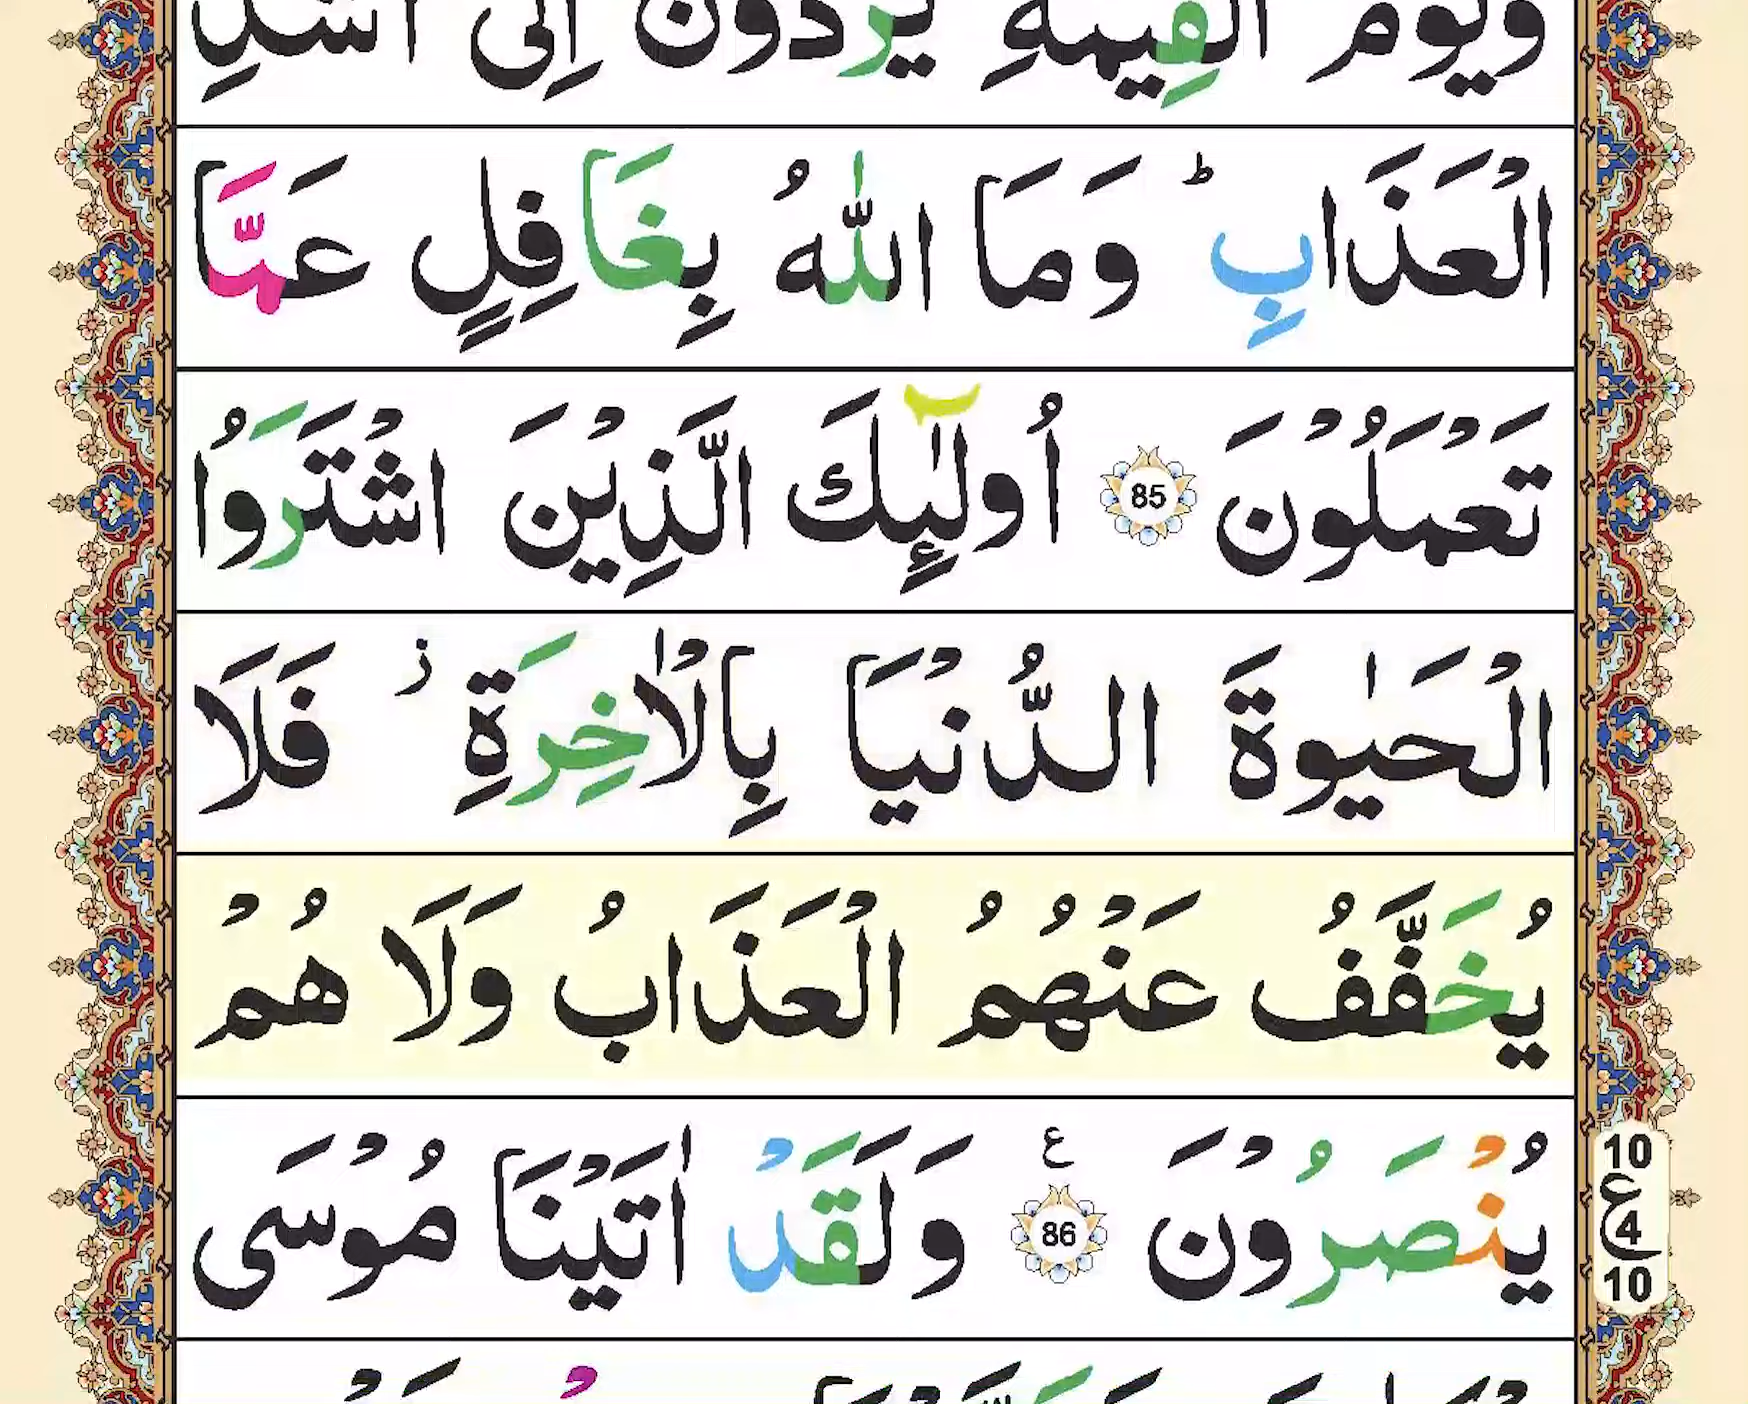 وَيَوْمَ الْقِيٰمَةِ يُرَدُّوْنَ اِلٰٓى اَشَدِّ
الْعَذَابِ ؕ وَمَا اللّٰهُ بِغَافِلٍ عَمَّا
تَعْمَلُوْنَ 85 اُولٰٓىِٕكَ الَّذِيْنَ اشْتَرَوُا
الْحَيٰوةَ الدُّنْيَا بِالْاٰخِرَةِ ز فَلَا
يُخَفَّفُ عَنْهُمُ الْعَذَابُ وَلَا هُمْ
يُنْصَرُوْنَ ع 86 وَلَقَدْ اٰتَيْنَا مُوْسَى
10
ع
4
10